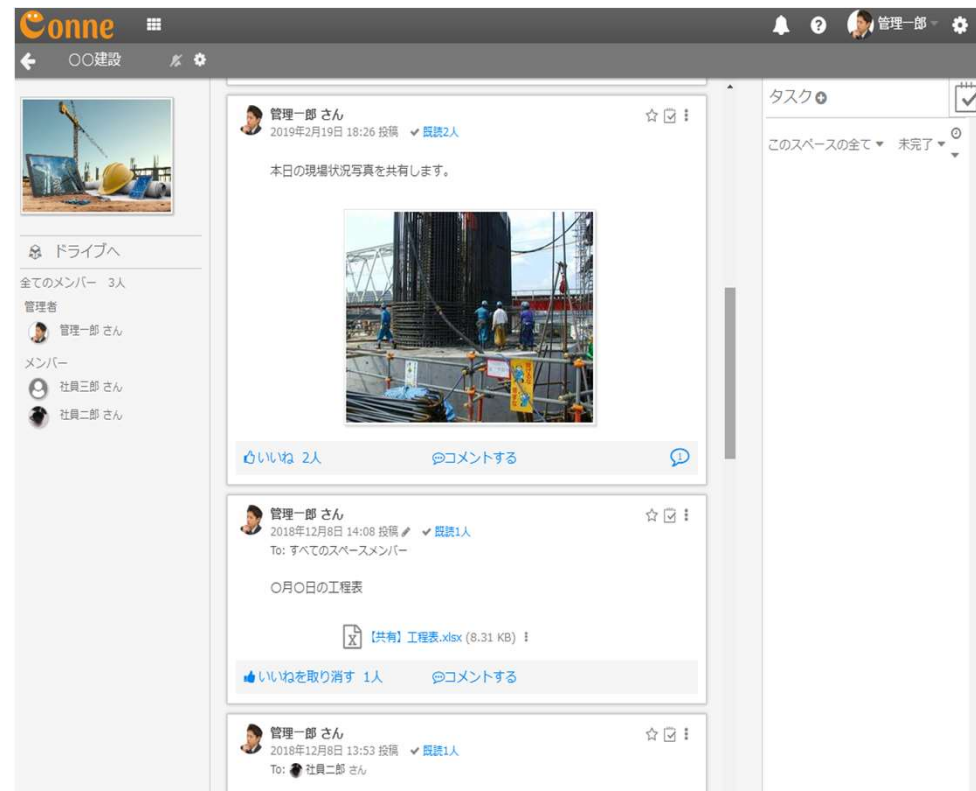 Conne
管理一郎
〇〇建設
ドライブへ
全てのメンバー 3人
管理者
管理一郎 さん
メンバー
社員三郎 さん
社員二郎 さん
管理一郎 さん
2019年2月19日 18:26 投稿 既読2人
本日の現場状況写真を共有します。
いいね 2人 コメントする 1
管理一郎 さん
2018年12月8日 14:08 投稿 既読1人
To: すべてのスペースメンバー
〇月〇日の工程表
【共有】工程表.xlsx (8.31 KB)
いいねを取り消す 1人 コメントする
管理一郎 さん
2018年12月8日 13:53 投稿 既読1人
To: 社員二郎 さん
タスク
このスペースの全て 未完了